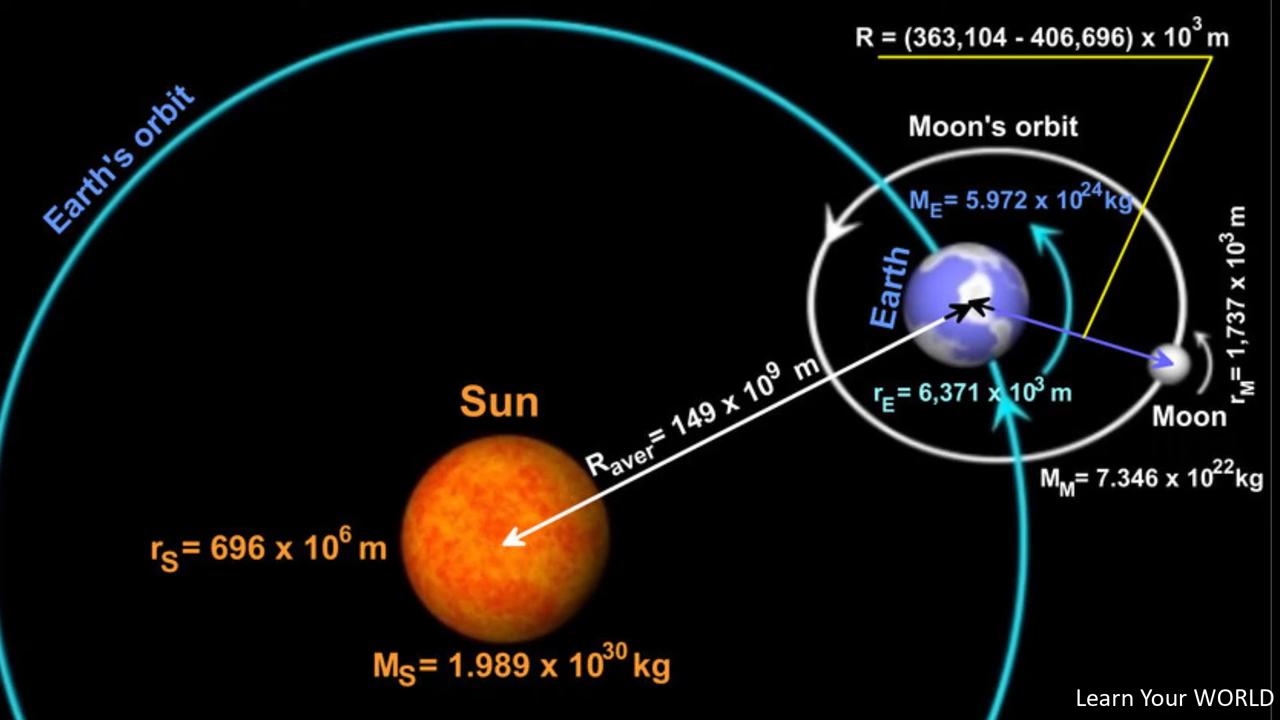 R = (363,104 - 406,696) x 10³ m
Earth's orbit
Moon's orbit
M_E= 5.972 x 10²⁴kg
Earth
r_M= 1,737 x 10³ m
R_aver= 149 x 10⁹ m
r_E= 6,371 x 10³ m
Sun
Moon
M_M= 7.346 x 10²²kg
r_S= 696 x 10⁶ m
M_S= 1.989 x 10³⁰ kg
Learn Your WORLD